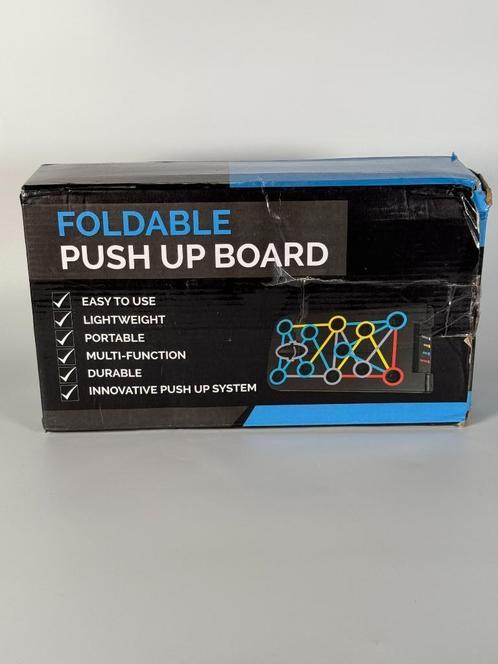 FOLDABLE
PUSH UP BOARD
EASY TO USE
LIGHTWEIGHT
PORTABLE
MULTI-FUNCTION
DURABLE
INNOVATIVE PUSH UP SYSTEM